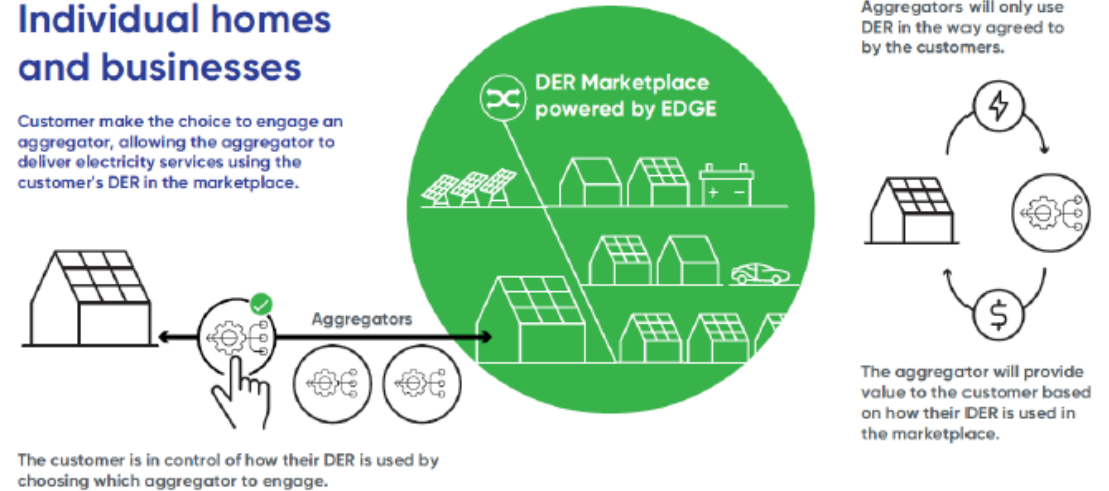 Individual homes
and businesses
Customer make the choice to engage an
aggregator, allowing the aggregator to
deliver electricity services using the
customer's DER in the marketplace.
Aggregators
The customer is in control of how their DER is used by
choosing which aggregator to engage.
DER Marketplace
powered by EDGE
Aggregators will only use
DER in the way agreed to
by the customers.
The aggregator will provide
value to the customer based
on how their DER is used in
the marketplace.